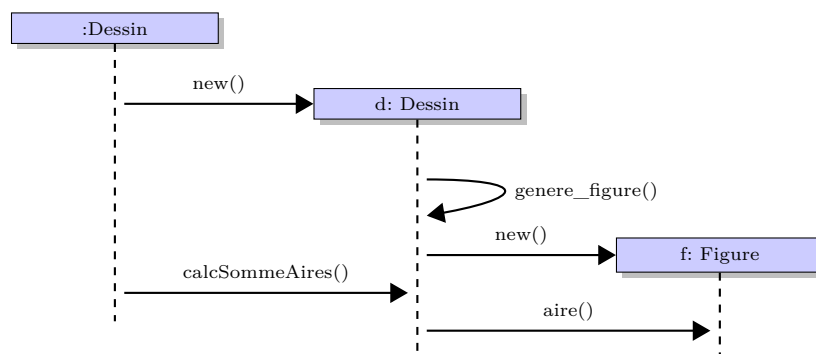 :Dessin
new()
d: Dessin
genere_figure()
new()
f: Figure
calcSommeAires()
aire()